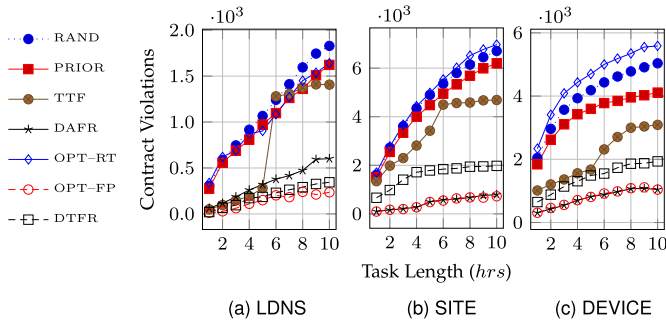 RAND
PRIOR
TTF
DAFR
OPT–RT
OPT–FP
DTFR
Contract Violations
·10³
2.0
1.5
1.0
0.5
0.0
2 4 6 8 10
·10³
6
4
2
0
2 4 6 8 10
·10³
6
4
2
0
2 4 6 8 10
Task Length (hrs)
(a) LDNS
(b) SITE
(c) DEVICE